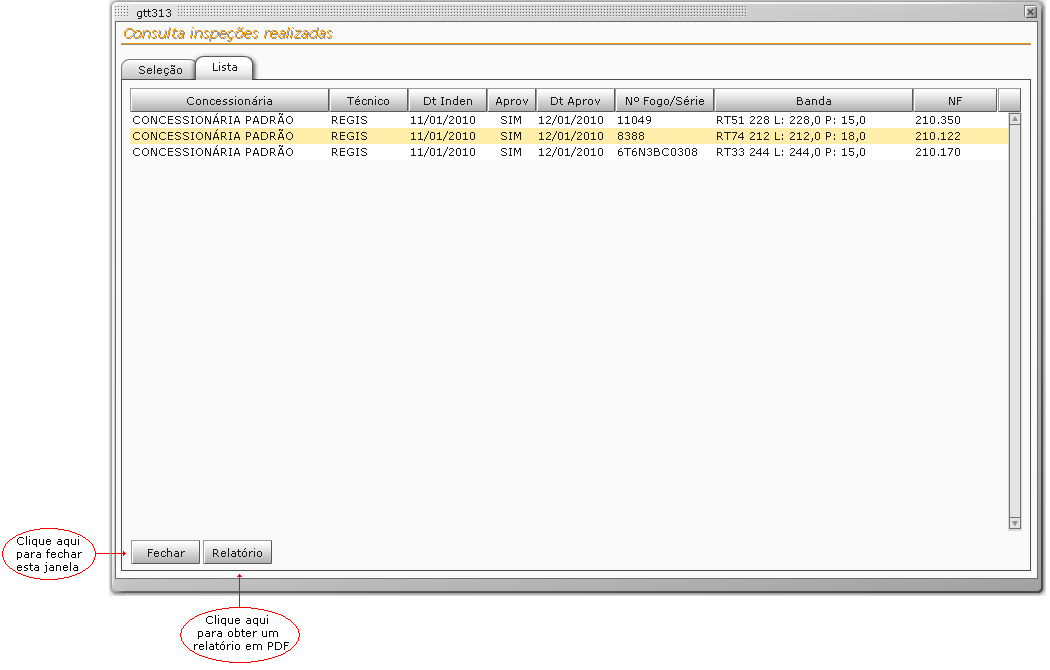 gtt313
Consulta inspeções realizadas
Seleção Lista
Concessionária Técnico Dt Inden Aprov Dt Aprov Nº Fogo/Série Banda NF
CONCESSIONÁRIA PADRÃO REGIS 11/01/2010 SIM 12/01/2010 11049 RT51 228 L: 228,0 P: 15,0 210.350
CONCESSIONÁRIA PADRÃO REGIS 11/01/2010 SIM 12/01/2010 8388 RT74 212 L: 212,0 P: 18,0 210.122
CONCESSIONÁRIA PADRÃO REGIS 11/01/2010 SIM 12/01/2010 6T6N3BC0308 RT33 244 L: 244,0 P: 15,0 210.170
Clique aqui
para fechar
esta janela
Fechar Relatório
Clique aqui
para obter um
relatório em PDF